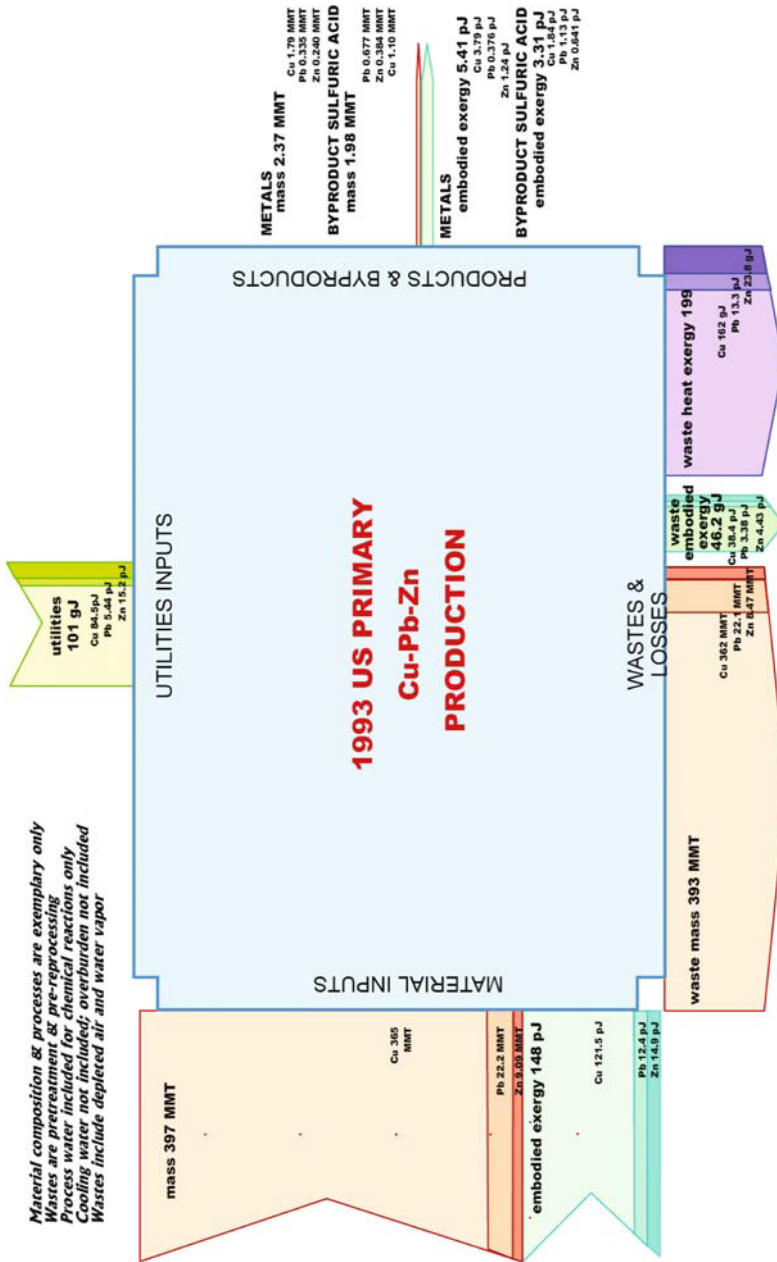 Material composition & processes are exemplary only
Wastes are pretreatment & pre-reprocessing
Process water included for chemical reactions only
Cooling water not included; overburden not included
Wastes include depleted air and water vapor
utilities
101 gJ
Cu 84.5pJ
Pb 5.44 pJ
Zn 15.2 pJ
UTILITIES INPUTS
mass 397 MMT
Cu 365
MMT
Pb 22.2 MMT
Zn 9.09 MMT
embodied exergy 148 pJ
Cu 121.5 pJ
Pb 12.4 pJ
Zn 14.9 pJ
MATERIAL INPUTS
1993 US PRIMARY
Cu-Pb-Zn
PRODUCTION
PRODUCTS & BYPRODUCTS
METALS
mass 2.37 MMT
Cu 1.79 MMT
Pb 0.335 MMT
Zn 0.240 MMT
BYPRODUCT SULFURIC ACID
mass 1.98 MMT
Pb 0.677 MMT
Zn 0.384 MMT
Cu 1.10 MMT
METALS
embodied exergy 5.41 pJ
Cu 3.79 pJ
Pb 0.376 pJ
Zn 1.24 pJ
BYPRODUCT SULFURIC ACID
embodied exergy 3.31 pJ
Cu 1.84 pJ
Pb 1.13 pJ
Zn 0.641 pJ
WASTES &
LOSSES
waste mass 393 MMT
Cu 362 MMT
Pb 22.1 MMT
Zn 8.47 MMT
waste
embodied
exergy
46.2 gJ
Cu 38.4 pJ
Pb 3.38 pJ
Zn 4.43 pJ
waste heat exergy 199
Cu 162 gJ
Pb 13.3 pJ
Zn 23.8 gJ